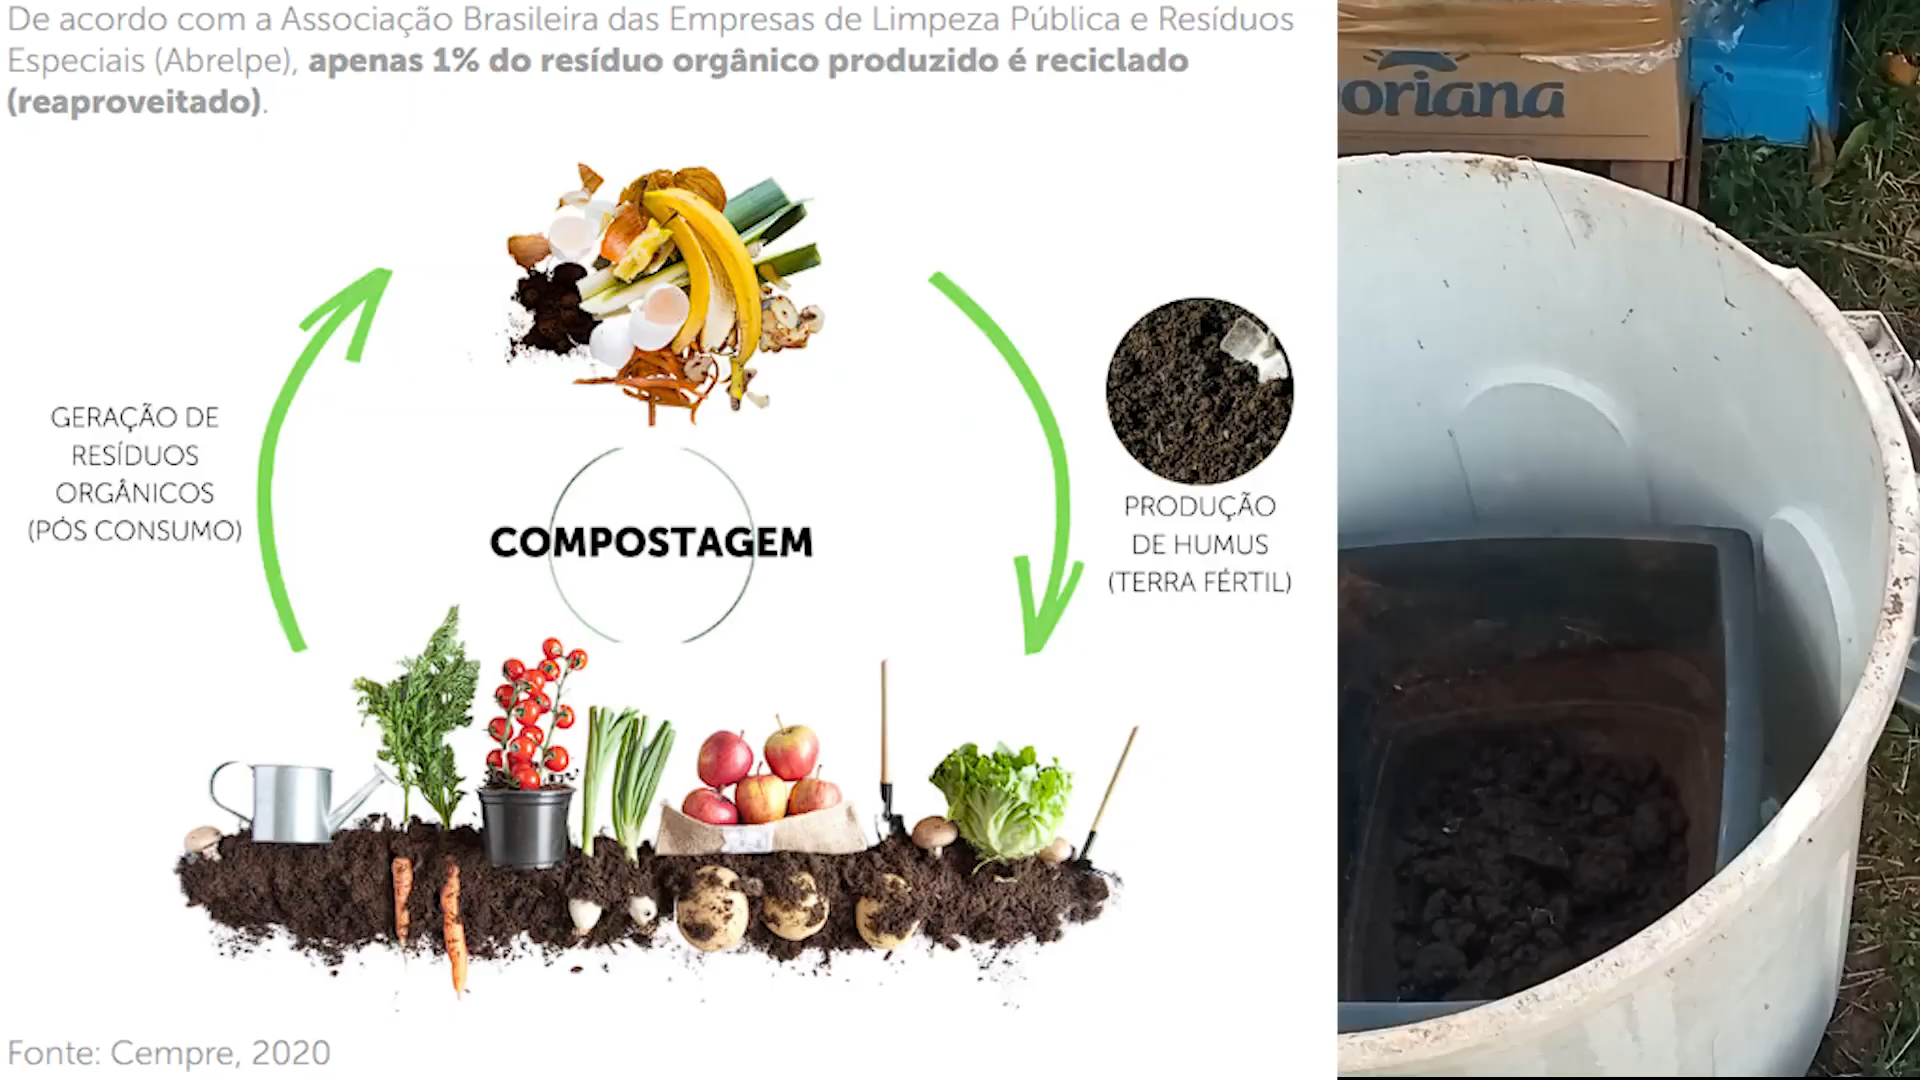 De acordo com a Associação Brasileira das Empresas de Limpeza Pública e Resíduos
Especiais (Abrelpe), apenas 1% do resíduo orgânico produzido é reciclado
(reaproveitado).
GERAÇÃO DE
RESÍDUOS
ORGÂNICOS
(PÓS CONSUMO)
COMPOSTAGEM
PRODUÇÃO
DE HUMUS
(TERRA FÉRTIL)
Fonte: Cempre, 2020
oriana